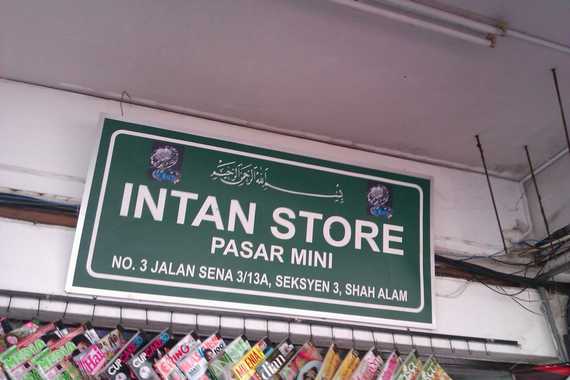 بسم الله الرحمن الرحيم
INTAN STORE
PASAR MINI
NO. 3 JALAN SENA 3/13A, SEKSYEN 3, SHAH ALAM